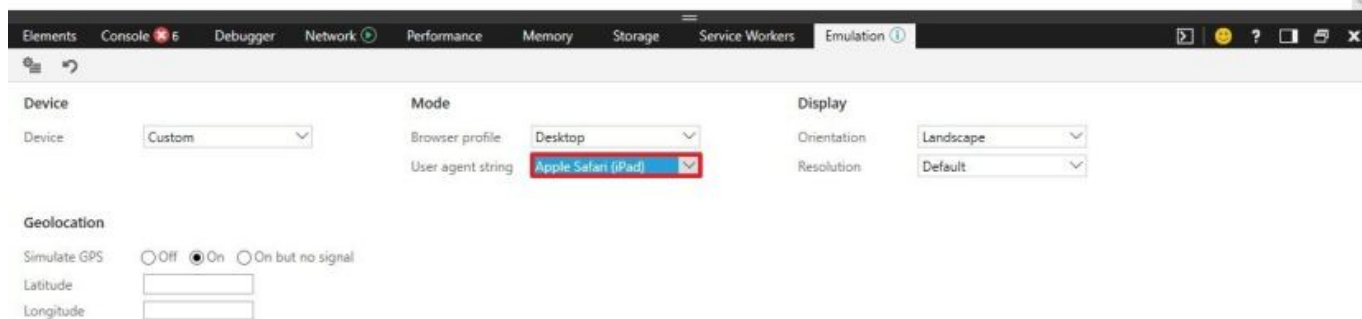 Elements Console 6 Debugger Network Performance Memory Storage Service Workers Emulation ?
Device Mode Display
Device Custom Browser profile Desktop Orientation Landscape
User agent string Apple Safari (iPad) Resolution Default
Geolocation
Simulate GPS Off On On but no signal
Latitude
Longitude